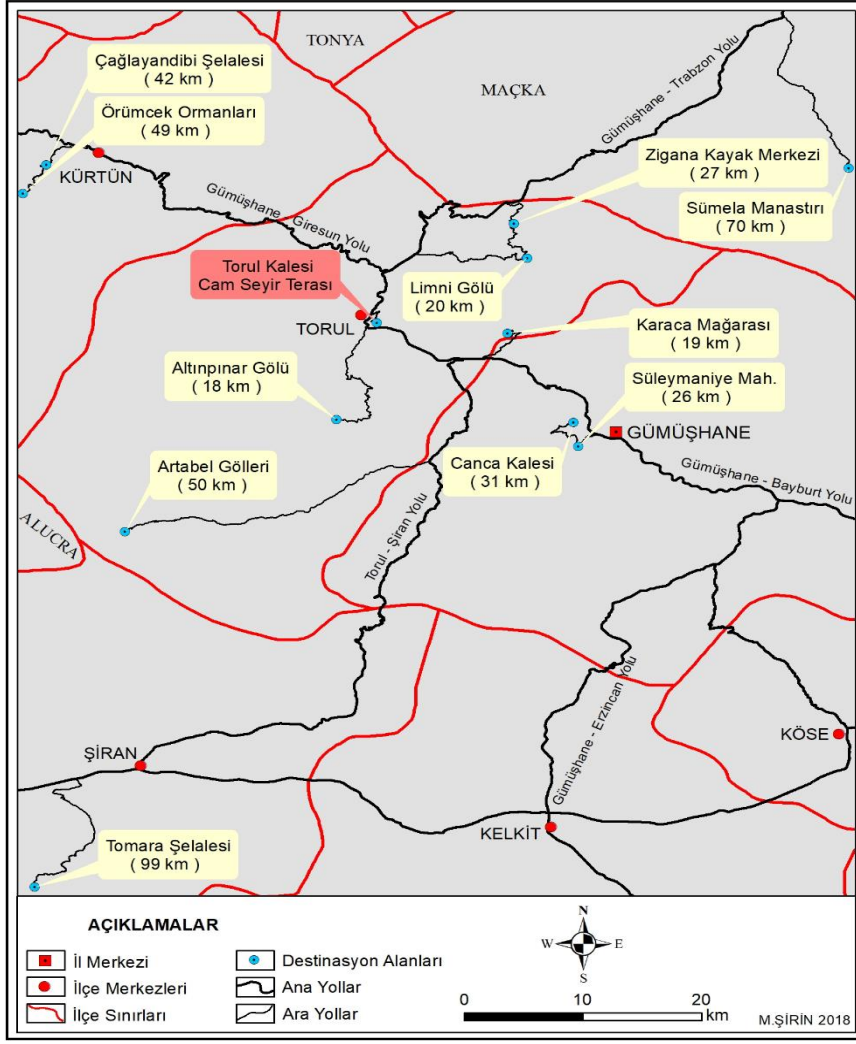 TONYA
Çağlayandibi Şelalesi
( 42 km )
MAÇKA
Gümüşhane - Trabzon Yolu
Örümcek Ormanları
( 49 km )
Zigana Kayak Merkezi
( 27 km )
KÜRTÜN
Sümela Manastırı
( 70 km )
Gümüşhane - Giresun Yolu
Torul Kalesi
Cam Seyir Terası
Limni Gölü
( 20 km )
TORUL
Karaca Mağarası
( 19 km )
Altınpınar Gölü
( 18 km )
Süleymaniye Mah.
( 26 km )
GÜMÜŞHANE
Artabel Gölleri
( 50 km )
Canca Kalesi
( 31 km )
Gümüşhane - Bayburt Yolu
ALUCRA
Torul - Şiran Yolu
Gümüşhane - Erzincan Yolu
KÖSE
ŞİRAN
KELKİT
Tomara Şelalesi
( 99 km )
AÇIKLAMALAR
İl Merkezi
İlçe Merkezleri
İlçe Sınırları
Destinasyon Alanları
Ana Yollar
Ara Yollar
N
W E
S
0 10 20
km
M.ŞİRİN 2018